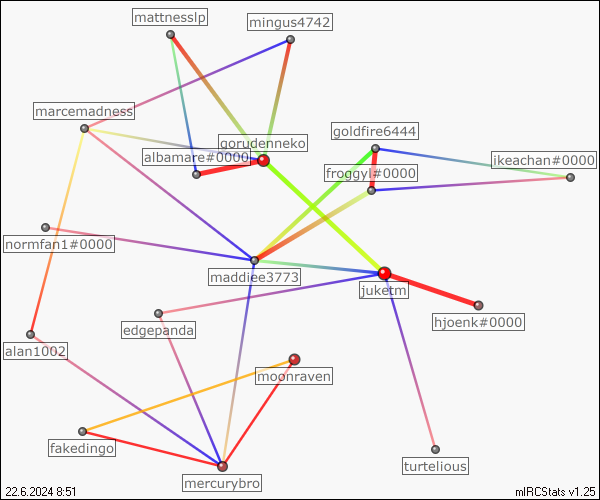 mattnesslp
mingus4742
marcemadness
goldfire6444
gorudenneko
albamare#0000
ikeachan#0000
froggyl#0000
normfan1#0000
maddiee3773
juketm
hjoenk#0000
edgepanda
alan1002
moonraven
fakedingo
turtelious
mercurybro
22.6.2024 8:51
mIRCStats v1.25